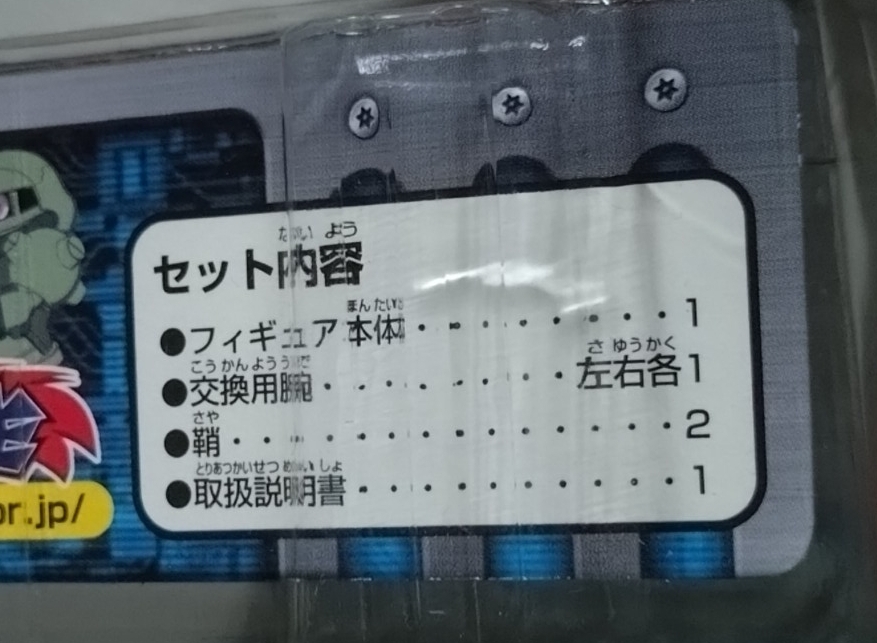 セット内容
●フィギュア本体・・・・・・・・・1
●交換用腕・・・・・・・・左右各1
●鞘・・・・・・・・・・・・・・2
●取扱説明書・・・・・・・・・・1
or.jp/